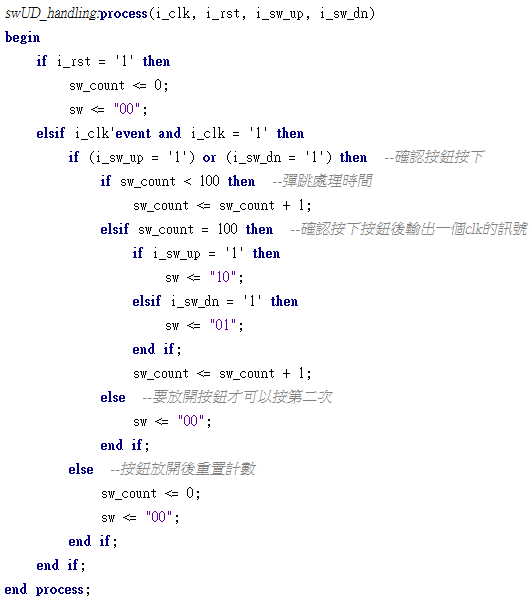 swUD_handling:process(i_clk, i_rst, i_sw_up, i_sw_dn)
begin
    if i_rst = '1' then
        sw_count <= 0;
        sw <= "00";
    elsif i_clk'event and i_clk = '1' then
        if (i_sw_up = '1') or (i_sw_dn = '1') then  --確認按鈕按下
            if sw_count < 100 then  --彈跳處理時間
                sw_count <= sw_count + 1;
            elsif sw_count = 100 then  --確認按下按鈕後輸出一個clk的訊號
                if i_sw_up = '1' then
                    sw <= "10";
                elsif i_sw_dn = '1' then
                    sw <= "01";
                end if;
                sw_count <= sw_count + 1;
            else  --要放開按鈕才可以按第二次
                sw <= "00";
            end if;
        else  --按鈕放開後重置計數
            sw_count <= 0;
            sw <= "00";
        end if;
    end if;
end process;